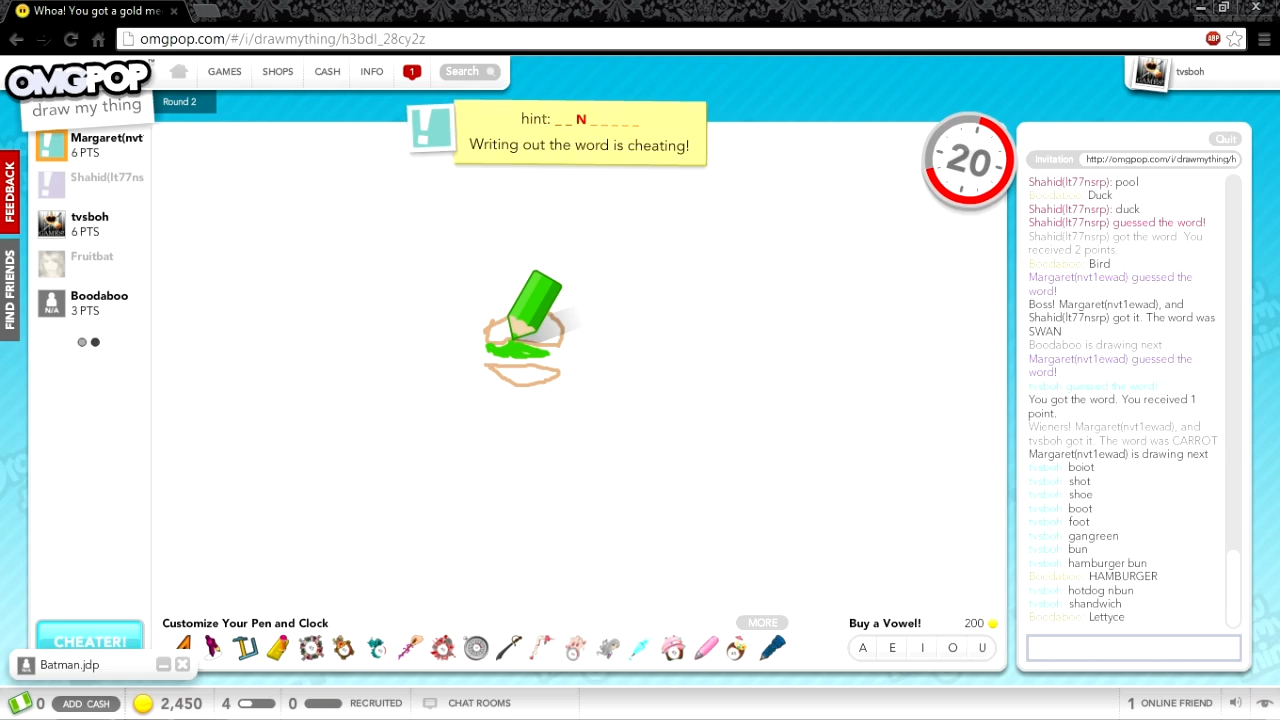 Whoa! You got a gold me
omgpop.com/#/i/drawmything/h3bdl_28cy2z
ABP
OMGPOP
draw my thing
GAMES
SHOPS
CASH
INFO
1
Search
tvsboh
Round 2
hint: _ _ N _ _ _ _ _
Writing out the word is cheating!
20
FEEDBACK
FIND FRIENDS
Margaret(nvt
6 PTS
Shahid(lt77ns
tvsboh
6 PTS
Fruitbat
N/A
Boodaboo
3 PTS
Quit
Invitation
http://omgpop.com/i/drawmything/h
Shahid(lt77nsrp): pool
Boodaboo: Duck
Shahid(lt77nsrp): duck
Shahid(lt77nsrp) guessed the word!
Shahid(lt77nsrp) got the word. You
received 2 points.
Boodaboo: Bird
Margaret(nvt1ewad) guessed the
word!
Boss! Margaret(nvt1ewad), and
Shahid(lt77nsrp) got it. The word was
SWAN
Boodaboo is drawing next
Margaret(nvt1ewad) guessed the
word!
tvsboh guessed the word!
You got the word. You received 1
point.
Wieners! Margaret(nvt1ewad), and
tvsboh got it. The word was CARROT
Margaret(nvt1ewad) is drawing next
tvsboh: boiot
tvsboh: shot
tvsboh: shoe
tvsboh: boot
tvsboh: foot
tvsboh: gangreen
tvsboh: bun
tvsboh: hamburger bun
Boodaboo: HAMBURGER
tvsboh: hotdog nbun
tvsboh: shandwich
Boodaboo: Lettyce
Customize Your Pen and Clock
MORE
Buy a Vowel!
200
A E I O U
CHEATER!
N/A
Batman.jdp
0
ADD CASH
2,450
4
0
RECRUITED
CHAT ROOMS
1 ONLINE FRIEND